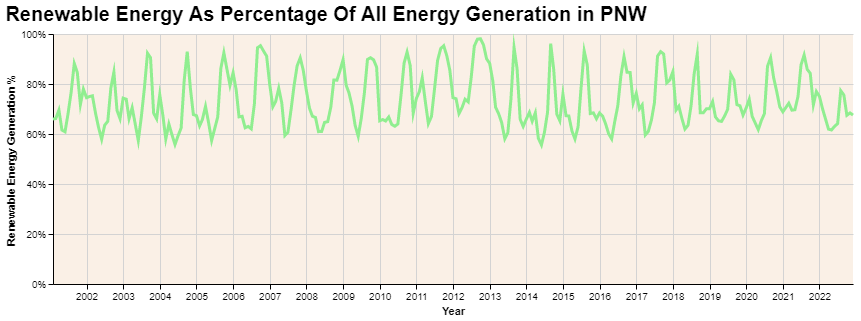 Renewable Energy As Percentage Of All Energy Generation in PNW
100%
80%
60%
40%
20%
0%
Renewable Energy Generation %
2002 2003 2004 2005 2006 2007 2008 2009 2010 2011 2012 2013 2014 2015 2016 2017 2018 2019 2020 2021 2022
Year